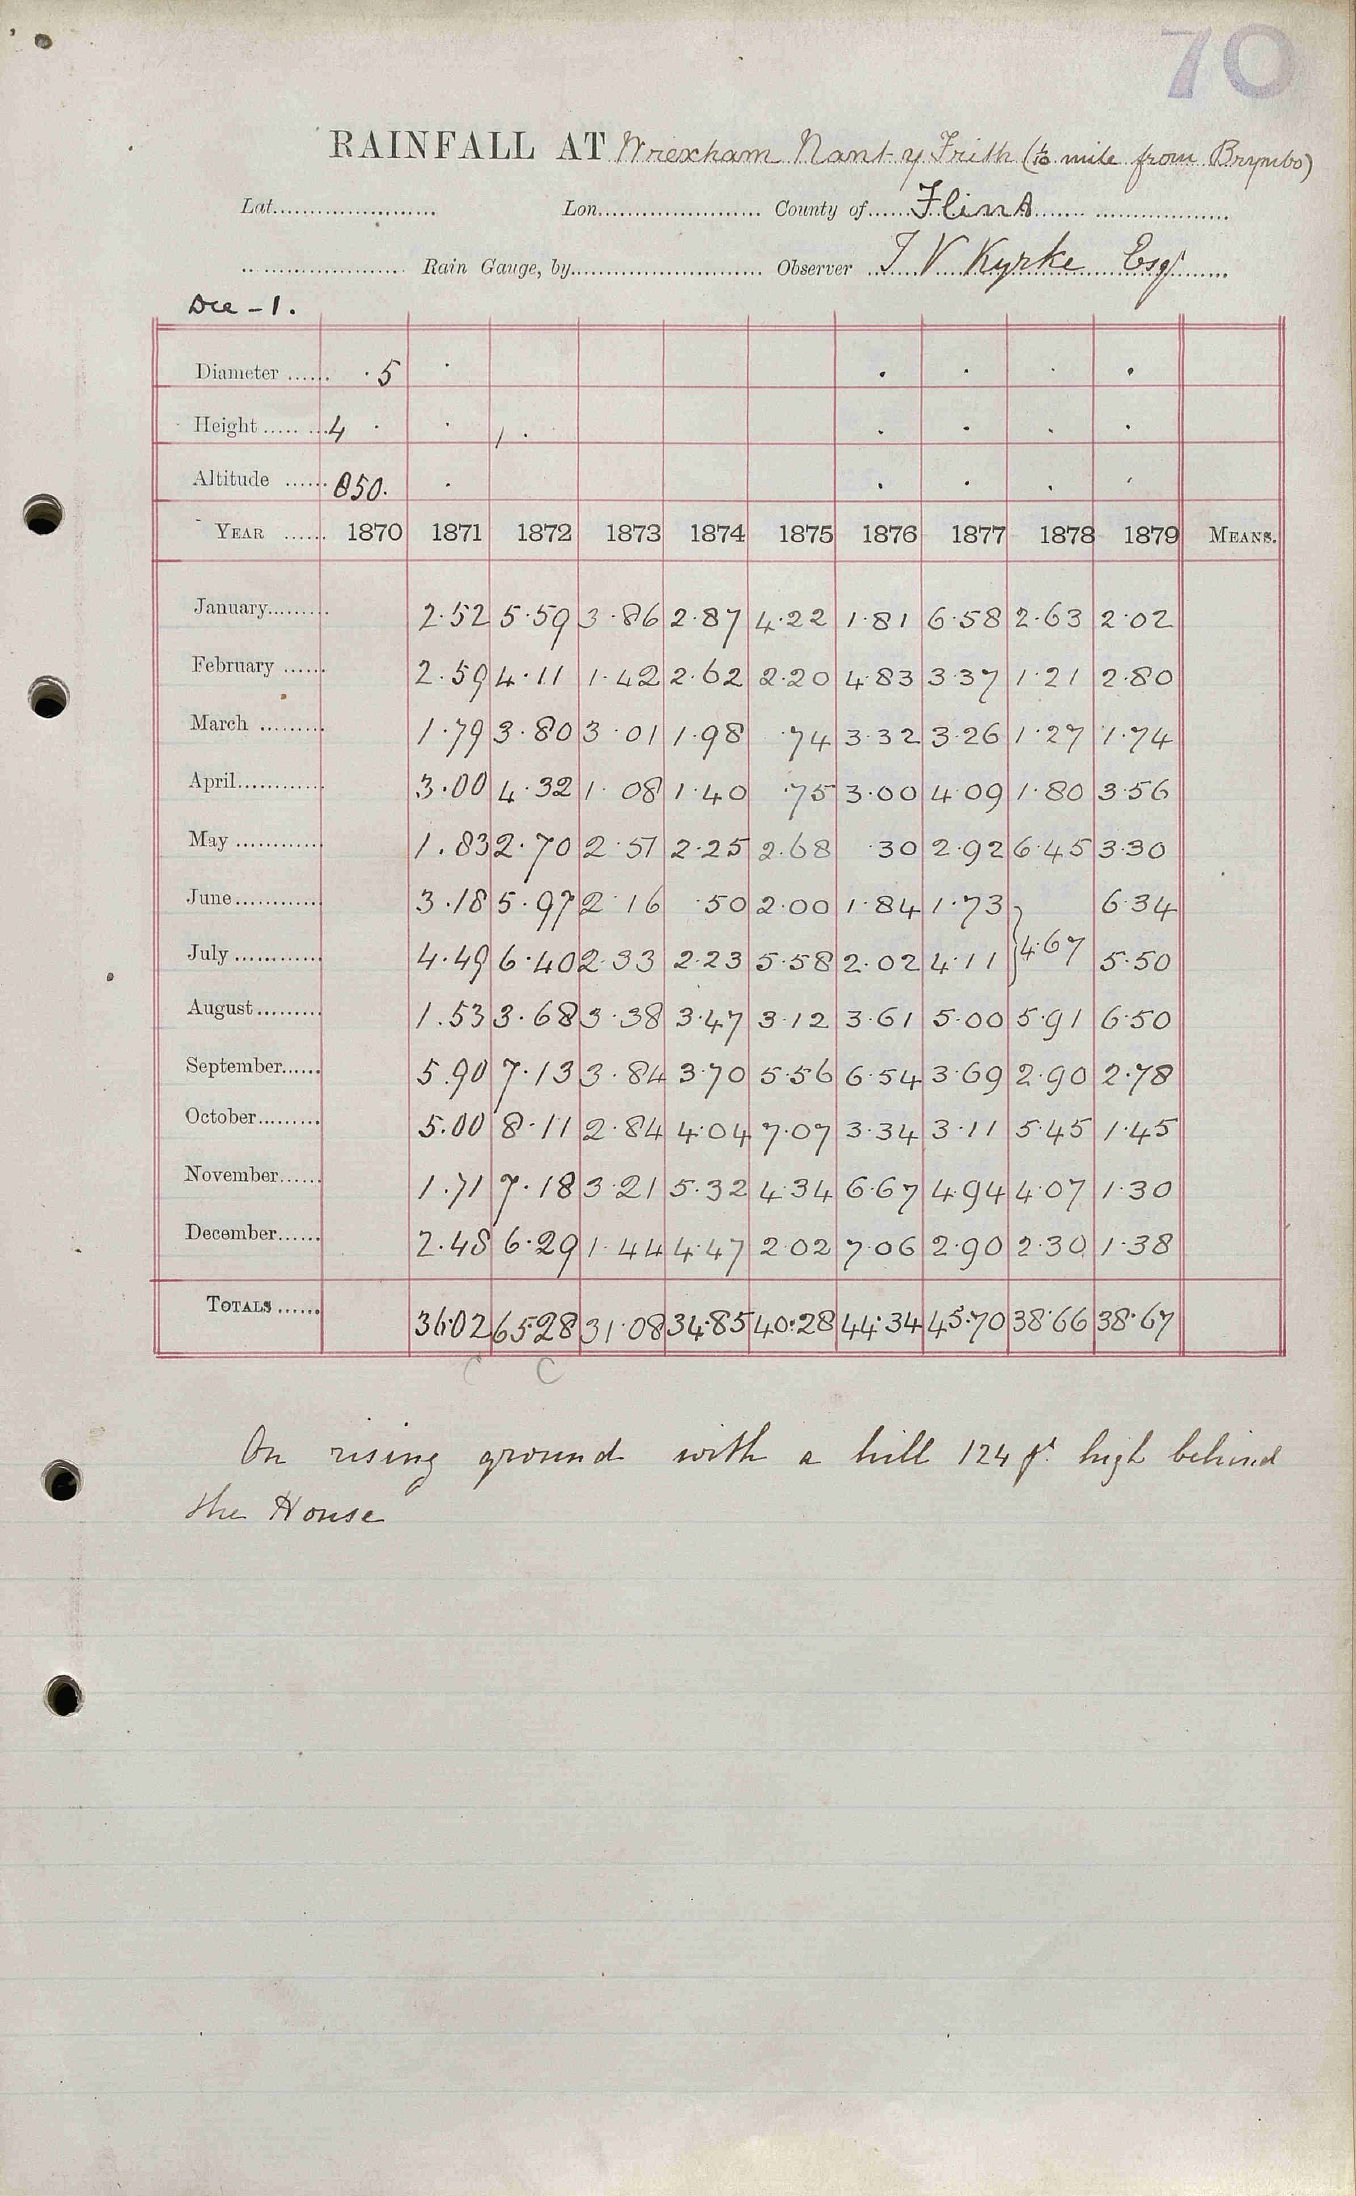 70
RAINFALL AT Wrexham Nant-y Frith (1/10 mile from Brymbo)
Lat. Lon. County of Flint
Rain Gauge, by Observer T V Kyrke Esqr
Dec - 1.
Diameter 5
Height 4
Altitude 850.
YEAR 1870 1871 1872 1873 1874 1875 1876 1877 1878 1879 MEANS.
January 2.52 5.59 3.86 2.87 4.22 1.81 6.58 2.63 2.02
February 2.59 4.11 1.42 2.62 2.20 4.83 3.37 1.21 2.80
March 1.79 3.80 3.01 1.98 .74 3.32 3.26 1.27 1.74
April 3.00 4.32 1.08 1.40 .75 3.00 4.09 1.80 3.56
May 1.83 2.70 2.51 2.25 2.68 .30 2.92 6.45 3.30
June 3.18 5.97 2.16 .50 2.00 1.84 1.73 6.34
July 4.49 6.40 2.33 2.23 5.58 2.02 4.11 } 4.67 5.50
August 1.53 3.68 3.38 3.47 3.12 3.61 5.00 5.91 6.50
September 5.90 7.13 3.84 3.70 5.56 6.54 3.69 2.90 2.78
October 5.00 8.11 2.84 4.04 7.07 3.34 3.11 5.45 1.45
November 1.71 7.18 3.21 5.32 4.34 6.67 4.94 4.07 1.30
December 2.48 6.29 1.44 4.47 2.02 7.06 2.90 2.30 1.38
TOTALS 36.02 65.28 31.08 34.85 40.28 44.34 45.70 38.66 38.67
C C
On rising ground with a hill 124 ft. high behind
the House